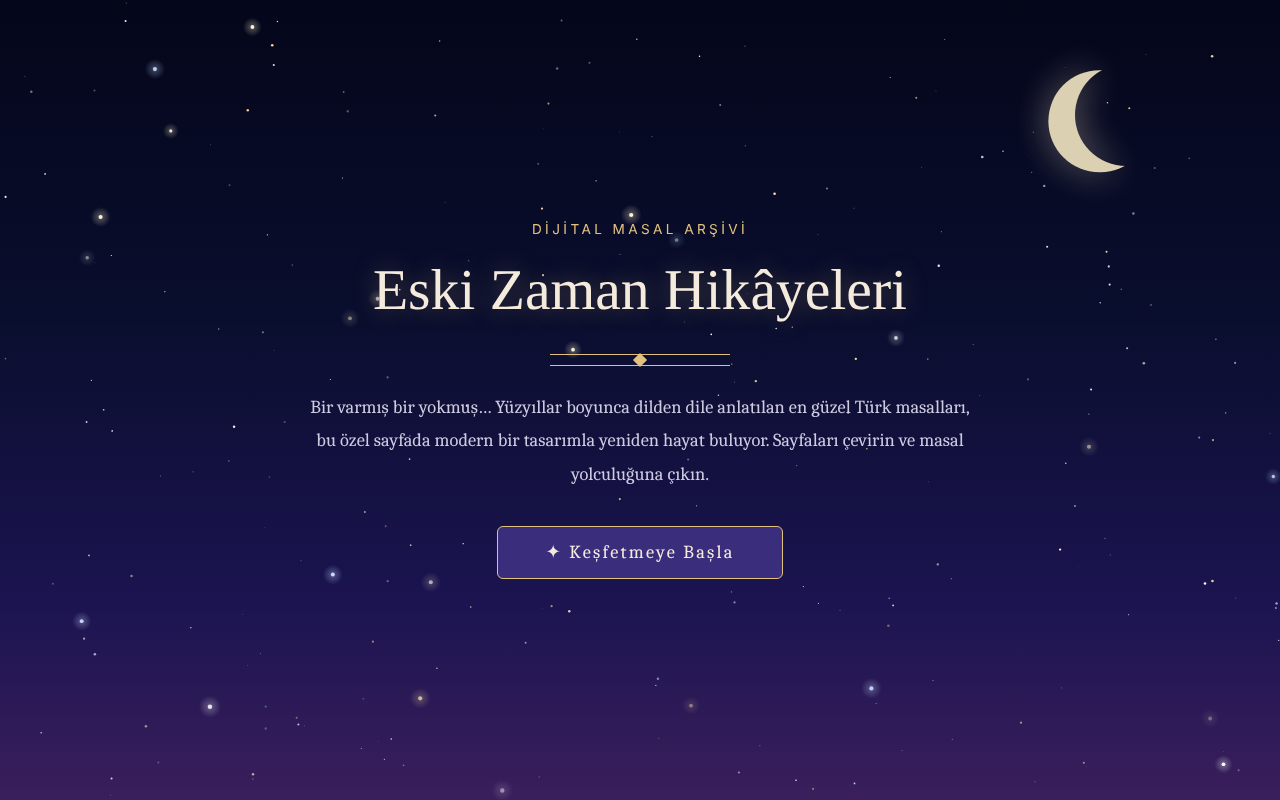 DİJİTAL MASAL ARŞİVİ
Eski Zaman Hikâyeleri
Bir varmış bir yokmuş… Yüzyıllar boyunca dilden dile anlatılan en güzel Türk masalları,
bu özel sayfada modern bir tasarımla yeniden hayat buluyor. Sayfaları çevirin ve masal
yolculuğuna çıkın.
✦ Keşfetmeye Başla